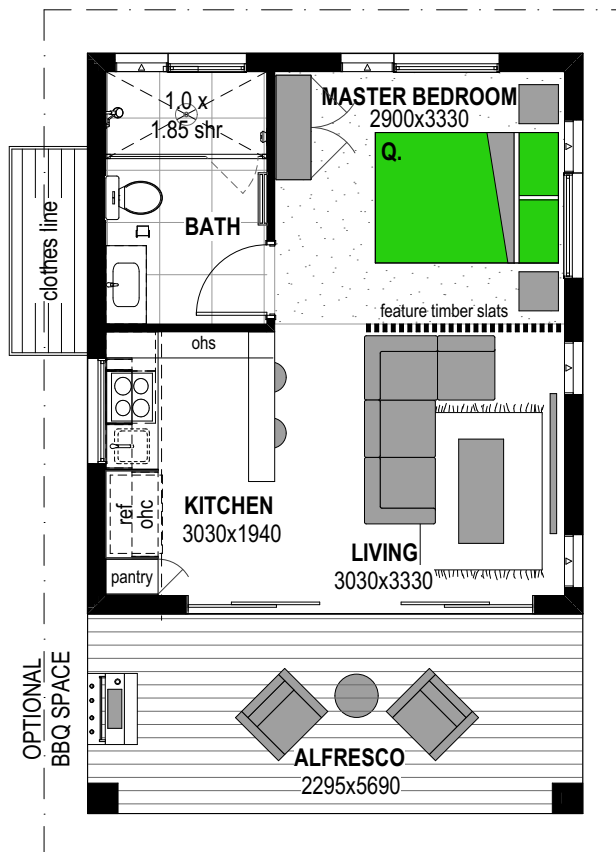 MASTER BEDROOM
2900x3330
1.0 x
1.85 shr
Q.
BATH
clothes line
feature timber slats
ohs
KITCHEN
3030x1940
ref
ohc
LIVING
3030x3330
pantry
OPTIONAL
BBQ SPACE
ALFRESCO
2295x5690